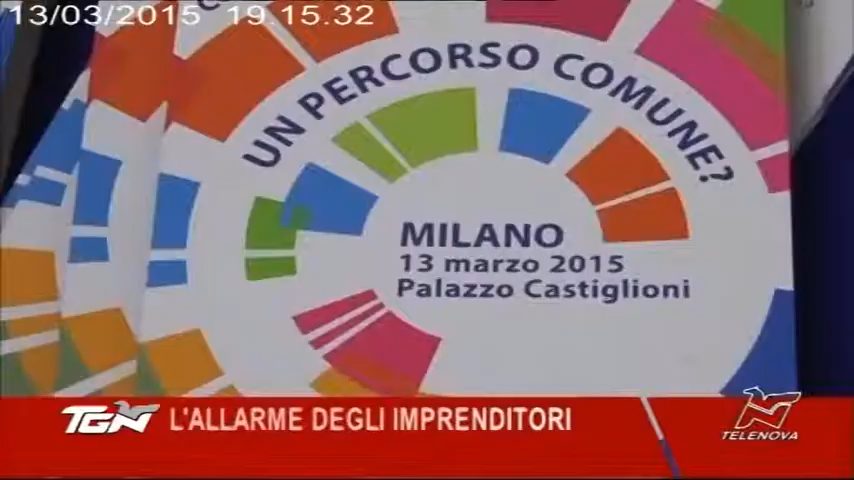 13/03/2015 19.15.32
UN PERCORSO COMUNE?
MILANO
13 marzo 2015
Palazzo Castiglioni
TGN L'ALLARME DEGLI IMPRENDITORI
TELENOVA